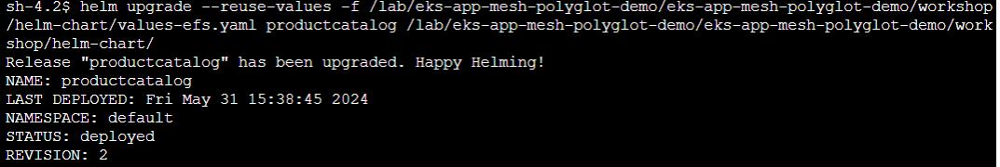 sh-4.2$ helm upgrade --reuse-values -f /lab/eks-app-mesh-polyglot-demo/eks-app-mesh-polyglot-demo/workshop
/helm-chart/values-efs.yaml productcatalog /lab/eks-app-mesh-polyglot-demo/eks-app-mesh-polyglot-demo/work
shop/helm-chart/
Release "productcatalog" has been upgraded. Happy Helming!
NAME: productcatalog
LAST DEPLOYED: Fri May 31 15:38:45 2024
NAMESPACE: default
STATUS: deployed
REVISION: 2